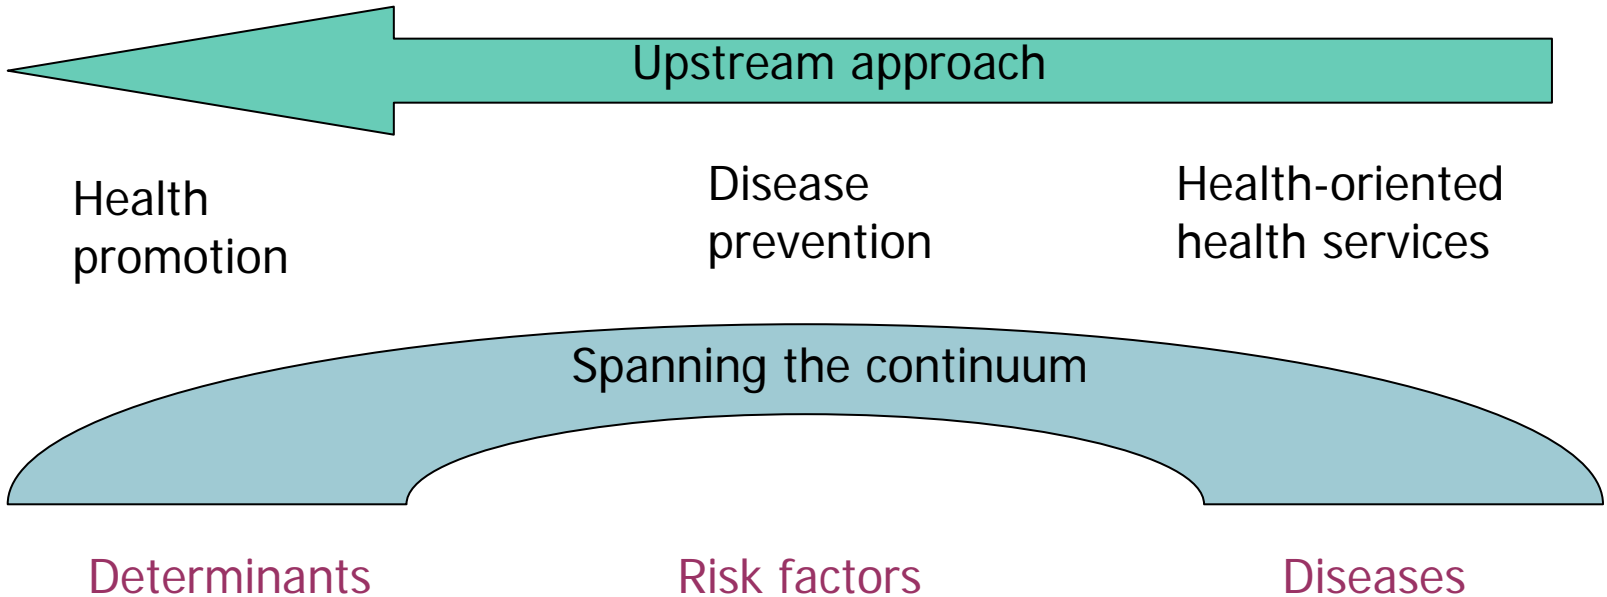 Upstream approach
Health
promotion
Disease
prevention
Health-oriented
health services
Spanning the continuum
Determinants
Risk factors
Diseases